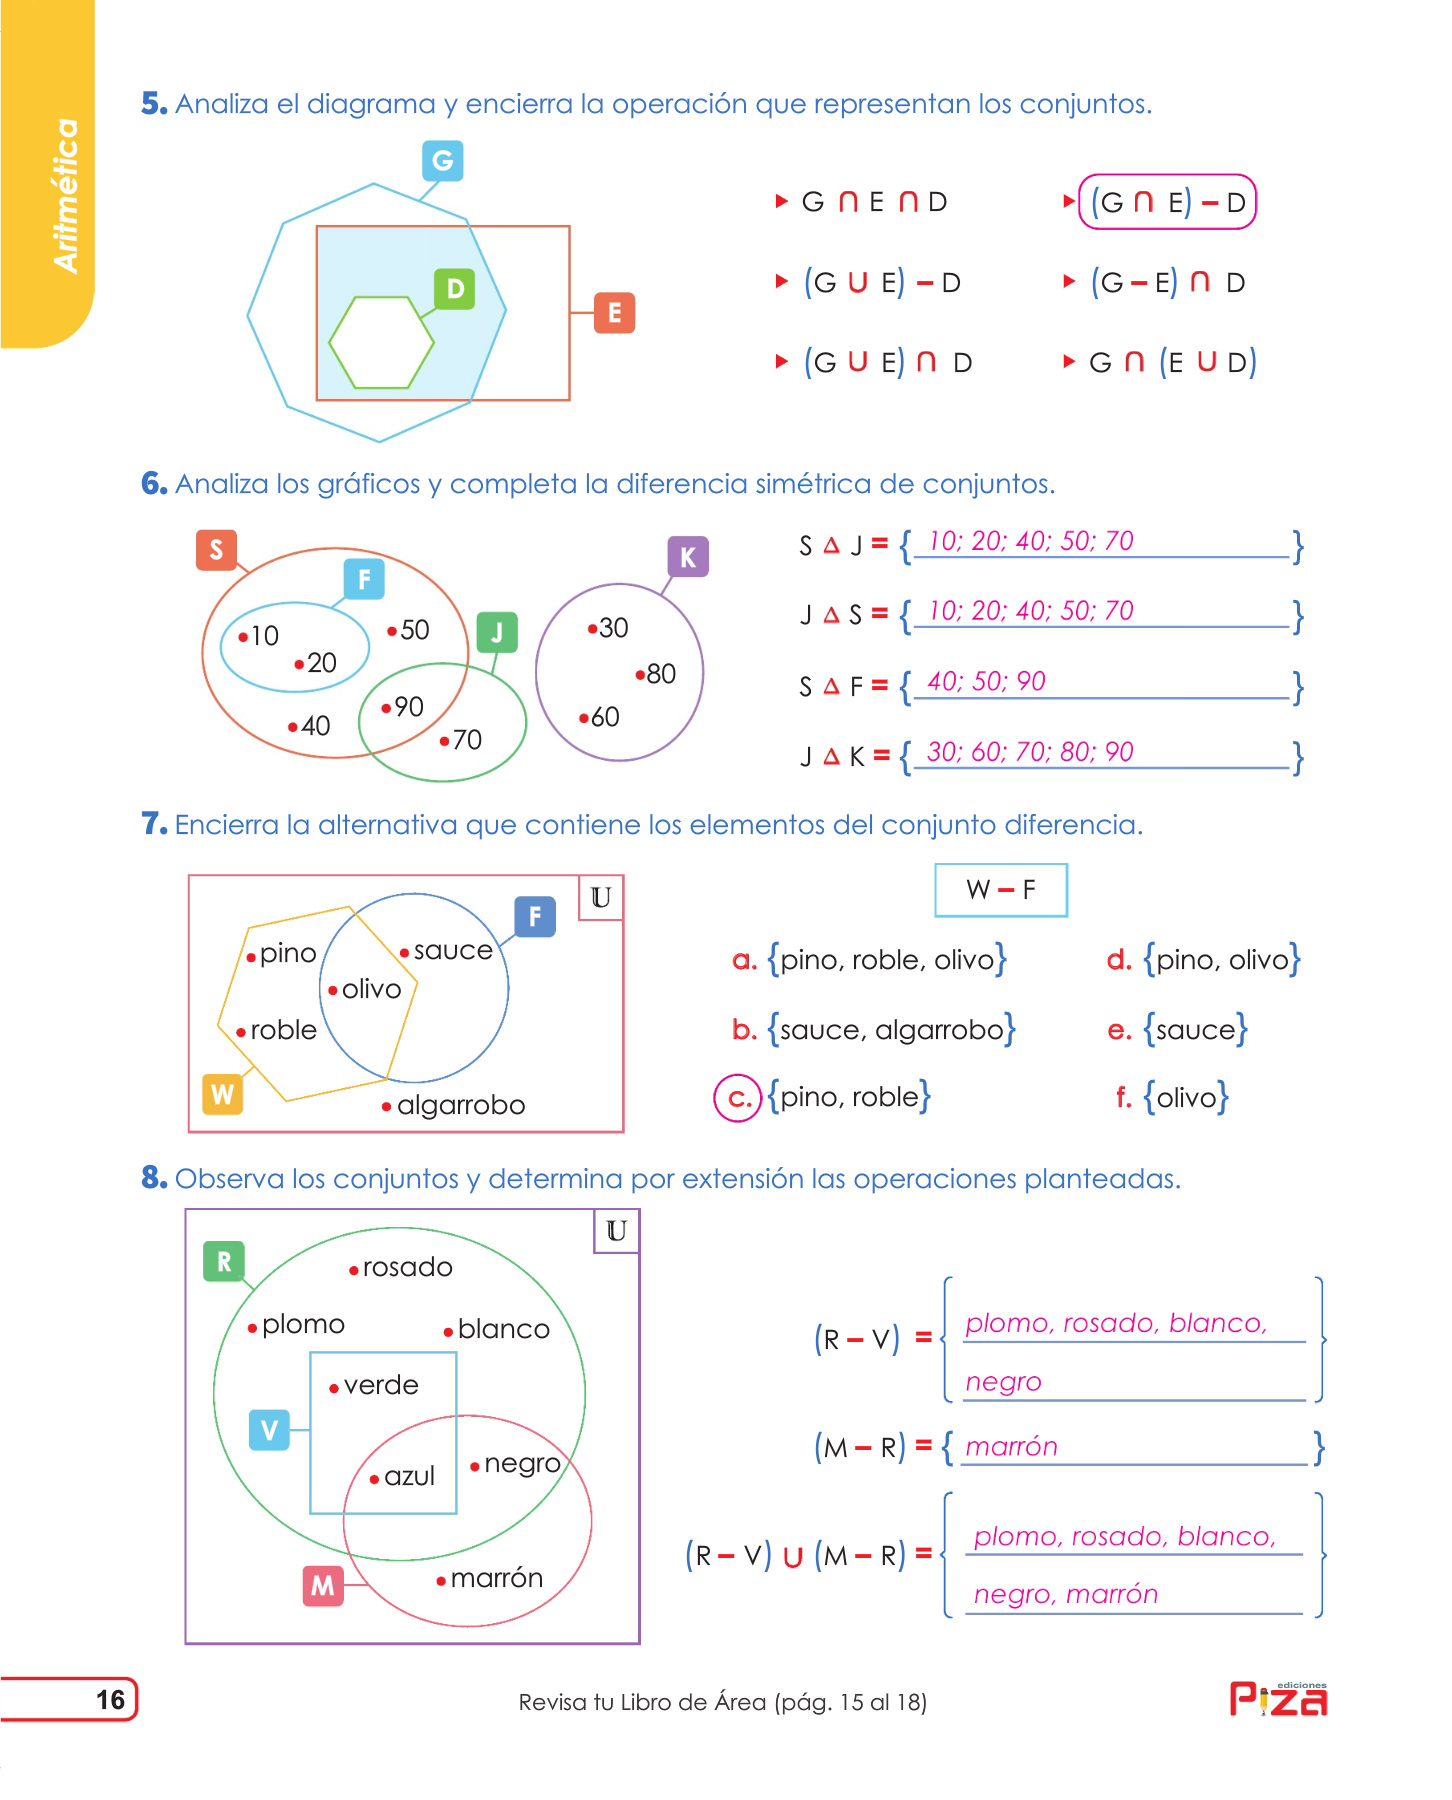 Aritmética
5. Analiza el diagrama y encierra la operación que representan los conjuntos.
G
D
E
G ∩ E ∩ D
(G ∩ E) – D
(G ∪ E) – D
(G – E) ∩ D
(G ∪ E) ∩ D
G ∩ (E ∪ D)
6. Analiza los gráficos y completa la diferencia simétrica de conjuntos.
S
F
J
K
10
20
50
40
90
70
30
80
60
S Δ J = { 10; 20; 40; 50; 70 }
J Δ S = { 10; 20; 40; 50; 70 }
S Δ F = { 40; 50; 90 }
J Δ K = { 30; 60; 70; 80; 90 }
7. Encierra la alternativa que contiene los elementos del conjunto diferencia.
U
F
W
pino
sauce
olivo
roble
algarrobo
W – F
a. {pino, roble, olivo}
d. {pino, olivo}
b. {sauce, algarrobo}
e. {sauce}
c. {pino, roble}
f. {olivo}
8. Observa los conjuntos y determina por extensión las operaciones planteadas.
U
R
rosado
plomo
blanco
verde
V
azul
negro
M
marrón
(R – V) = { plomo, rosado, blanco,
negro }
(M – R) = { marrón }
(R – V) ∪ (M – R) = { plomo, rosado, blanco,
negro, marrón }
16
Revisa tu Libro de Área (pág. 15 al 18)
ediciones
Piza